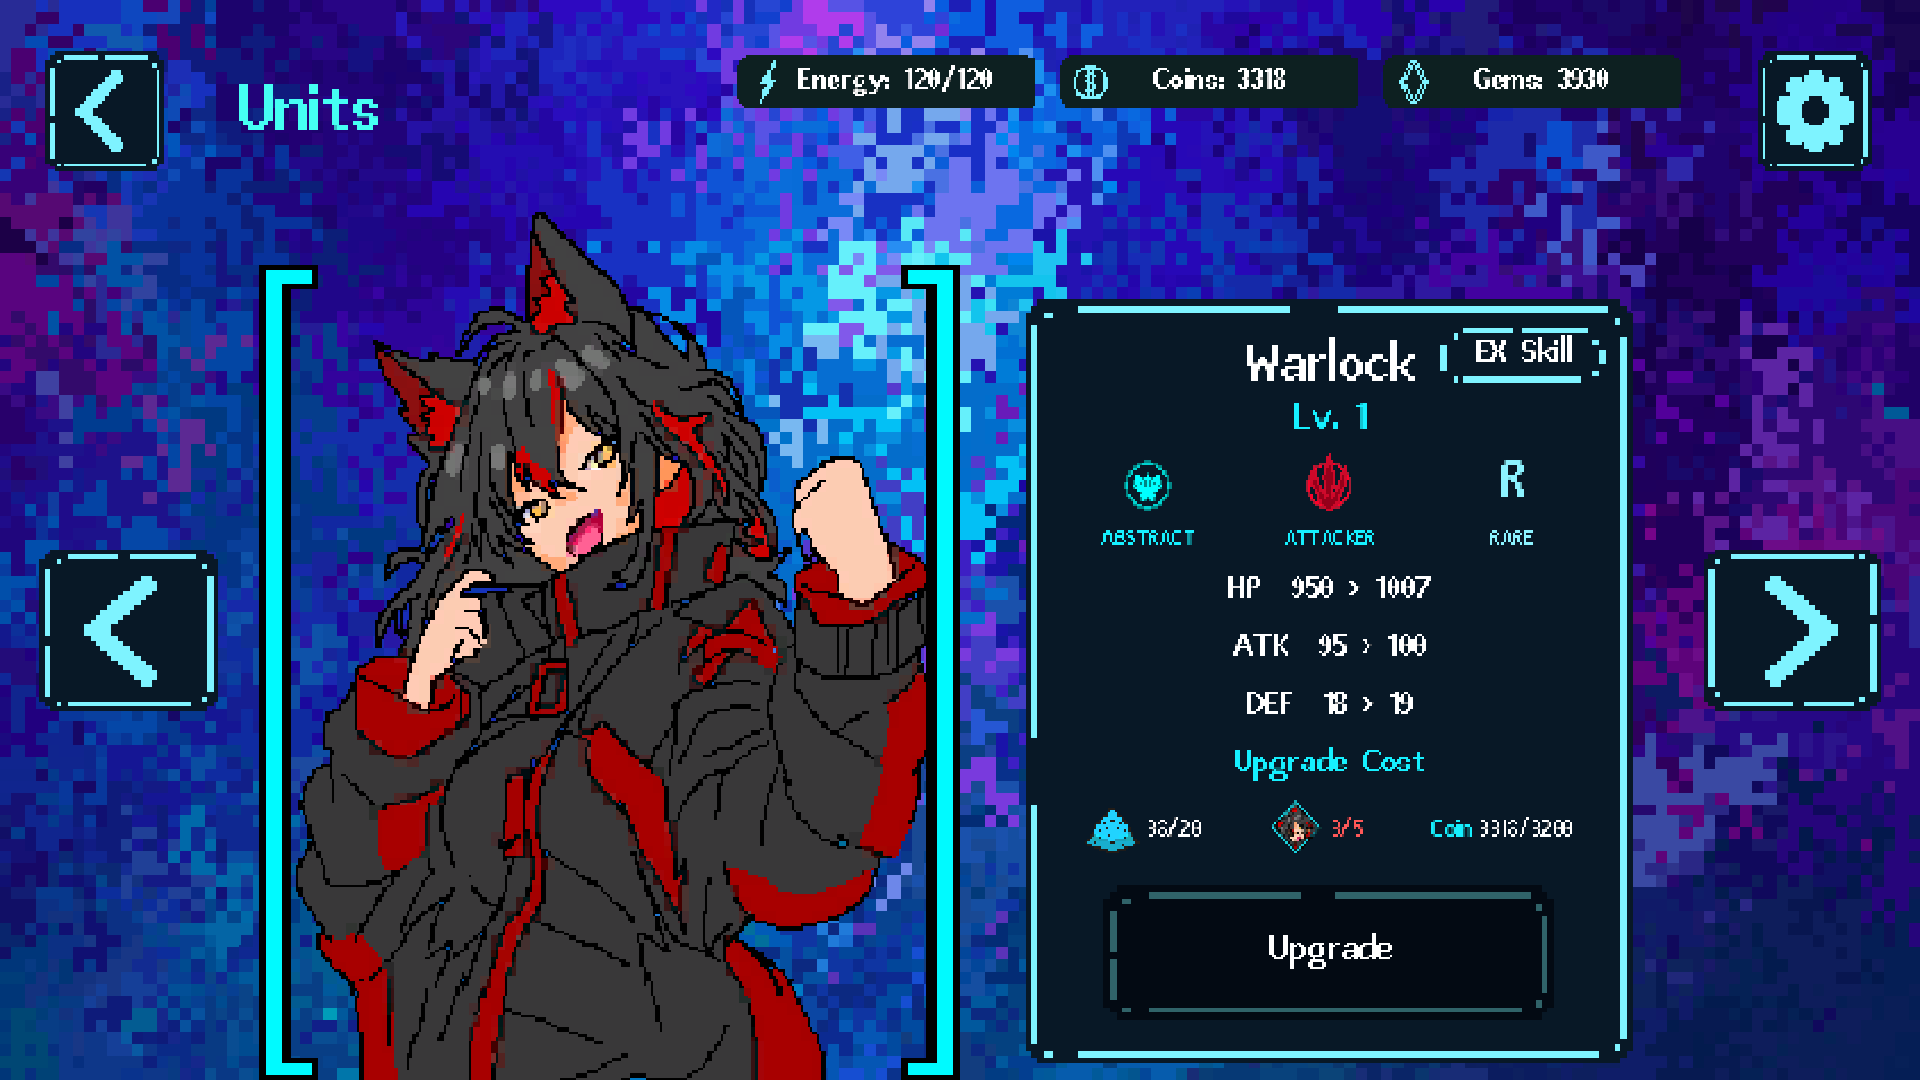 Units
Energy: 120/120
Coins: 3318
Gems: 3930
Warlock
EX Skill
Lv. 1
R
ABSTRACT
ATTACKER
RARE
HP 950 > 1007
ATK 95 > 100
DEF 18 > 19
Upgrade Cost
36/20
3/5
Coin 3318/3200
Upgrade